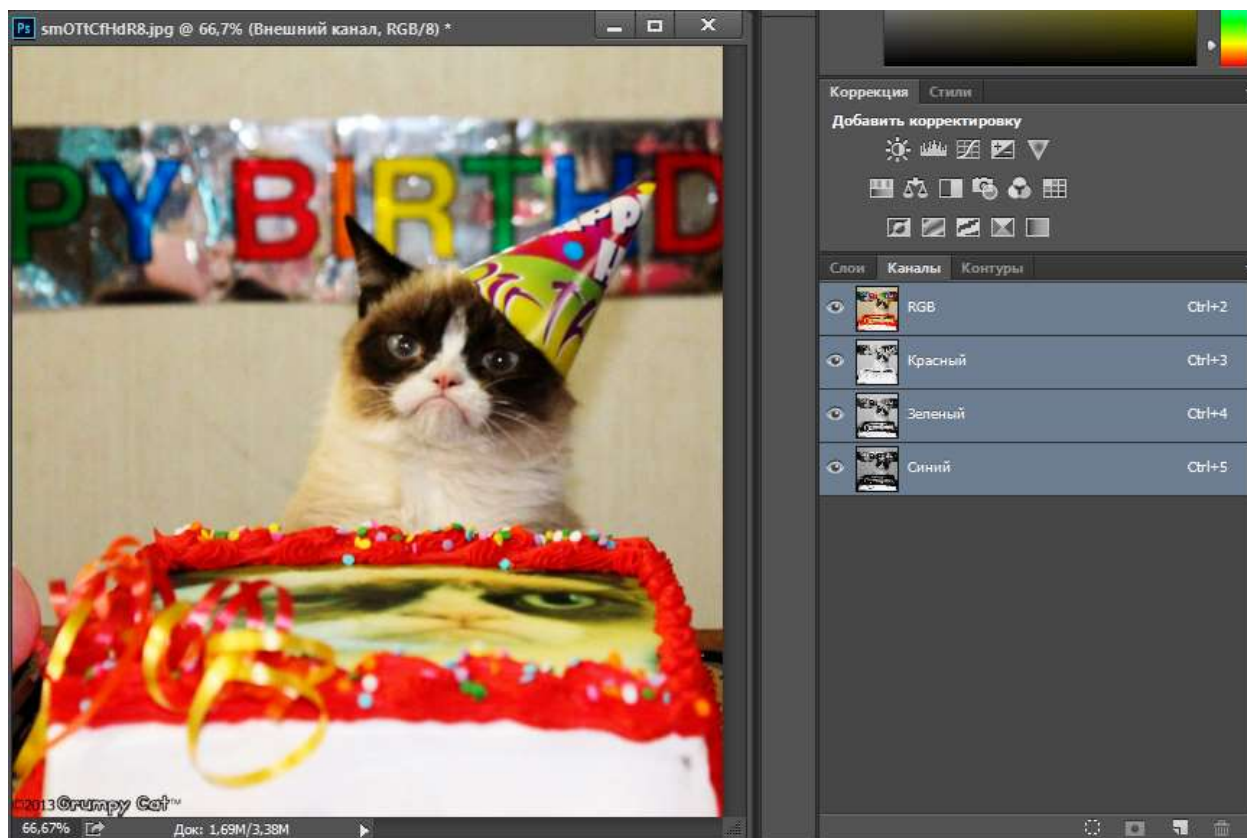 Ps smOTtCfHdR8.jpg @ 66,7% (Внешний канал, RGB/8) *
PY BIRTHD
©2013 Grumpy Cat™
66,67% Док: 1,69M/3,38M
Коррекция Стили
Добавить корректировку
Слои Каналы Контуры
RGB Ctrl+2
Красный Ctrl+3
Зеленый Ctrl+4
Синий Ctrl+5